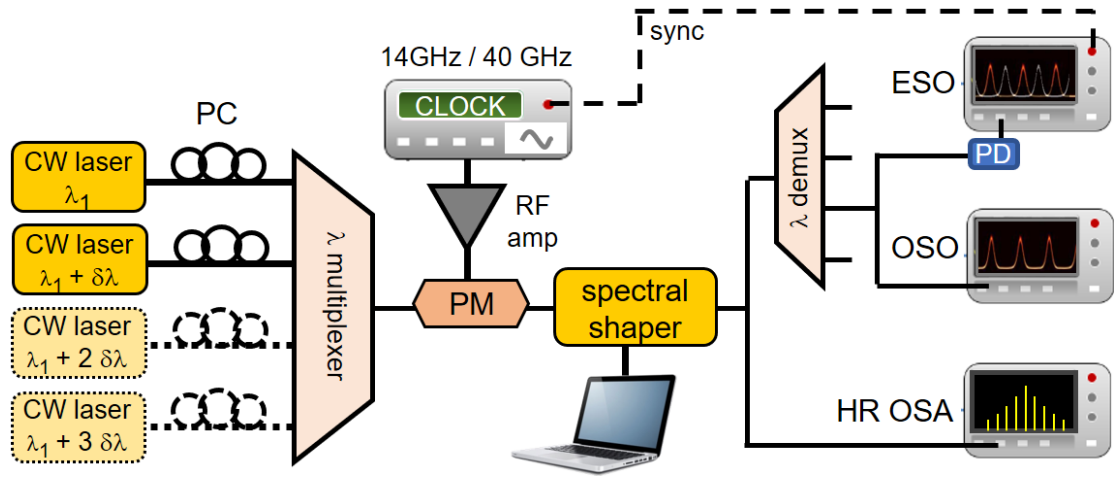 sync
14GHz / 40 GHz
CLOCK
ESO
PC
PD
CW laser
λ1
λ demux
RF
amp
CW laser
λ1 + δλ
λ multiplexer
OSO
PM
spectral
shaper
CW laser
λ1 + 2 δλ
CW laser
λ1 + 3 δλ
HR OSA